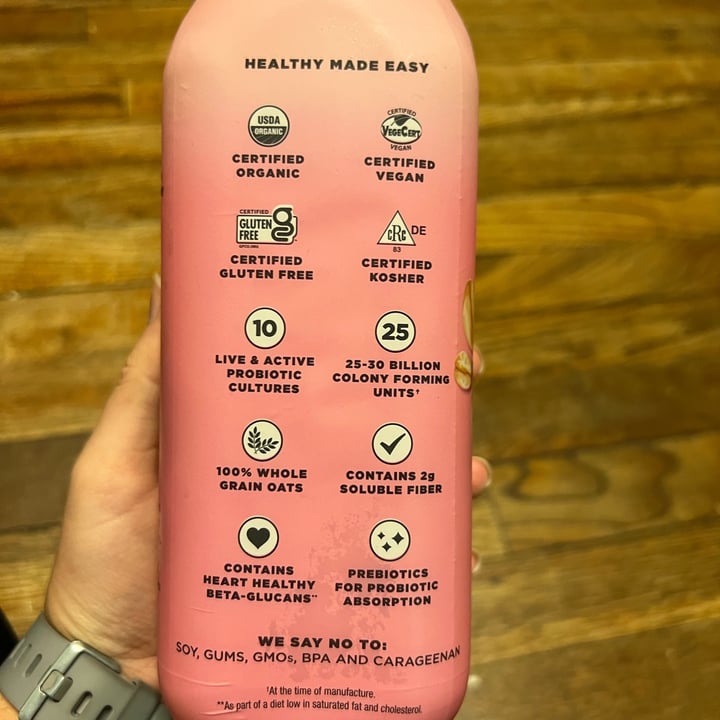 HEALTHY MADE EASY
USDA
ORGANIC
CERTIFIED
ORGANIC
CERTIFIED
VEGECERT
VEGAN
CERTIFIED
VEGAN
CERTIFIED
GLUTEN
FREE
g
GFCO.ORG
CERTIFIED
GLUTEN FREE
cRc DE
83
CERTIFIED
KOSHER
10
LIVE & ACTIVE
PROBIOTIC
CULTURES
25
25-30 BILLION
COLONY FORMING
UNITS†
100% WHOLE
GRAIN OATS
CONTAINS 2g
SOLUBLE FIBER
CONTAINS
HEART HEALTHY
BETA-GLUCANS**
PREBIOTICS
FOR PROBIOTIC
ABSORPTION
WE SAY NO TO:
SOY, GUMS, GMOs, BPA AND CARAGEENAN
†At the time of manufacture.
**As part of a diet low in saturated fat and cholesterol.